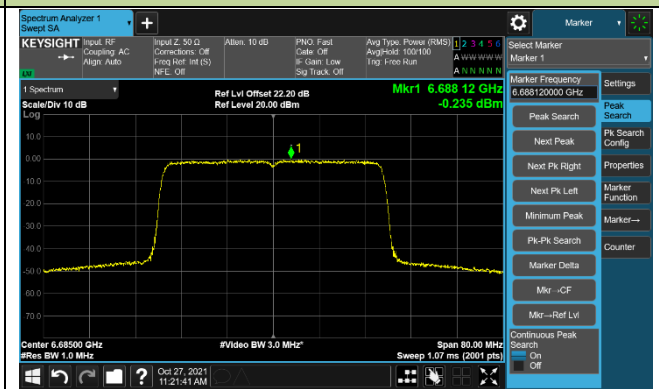 Spectrum Analyzer 1
Swept SA
Marker
KEYSIGHT
Input: RF
Coupling: AC
Align: Auto
Input Z: 50 Ω
Corrections: Off
Freq Ref: Int (S)
NFE: Off
Atten: 10 dB
PNO: Fast
Gate: Off
IF Gain: Low
Sig Track: Off
Avg Type: Power (RMS)
Avg|Hold: 100/100
Trig: Free Run
1 2 3 4 5 6
A WW WW W
A N N N N N
Select Marker
Marker 1
1 Spectrum
Scale/Div 10 dB
Log
Ref Lvl Offset 22.20 dB
Ref Level 20.00 dBm
Mkr1 6.688 12 GHz
-0.235 dBm
10.0
0.00
-10.0
-20.0
-30.0
-40.0
-50.0
-60.0
-70.0
1
Center 6.68500 GHz
#Res BW 1.0 MHz
#Video BW 3.0 MHz*
Span 80.00 MHz
Sweep 1.07 ms (2001 pts)
Marker Frequency
6.688120000 GHz
Peak Search
Next Peak
Next Pk Right
Next Pk Left
Minimum Peak
Pk-Pk Search
Marker Delta
Mkr→CF
Mkr→Ref Lvl
Continuous Peak
Search
On
Off
Settings
Peak
Search
Pk Search
Config
Properties
Marker
Function
Marker→
Counter
Oct 27, 2021
11:21:41 AM